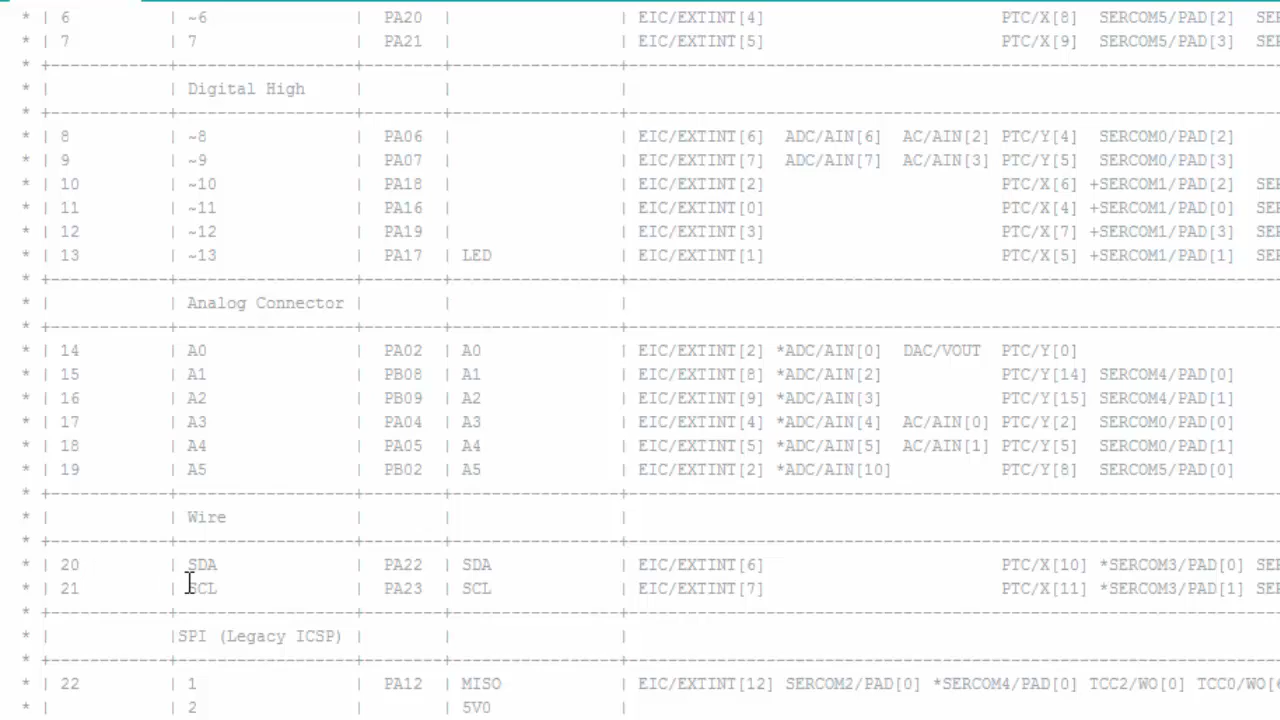 * | 6 | ~6 | PA20 | | EIC/EXTINT[4] PTC/X[8] SERCOM5/PAD[2]
* | 7 | 7 | PA21 | | EIC/EXTINT[5] PTC/X[9] SERCOM5/PAD[3]
* +------------+------------------+--------+-----------------+--------
* | | Digital High | | |
* +------------+------------------+--------+-----------------+--------
* | 8 | ~8 | PA06 | | EIC/EXTINT[6] ADC/AIN[6] AC/AIN[2] PTC/Y[4] SERCOM0/PAD[2]
* | 9 | ~9 | PA07 | | EIC/EXTINT[7] ADC/AIN[7] AC/AIN[3] PTC/Y[5] SERCOM0/PAD[3]
* | 10 | ~10 | PA18 | | EIC/EXTINT[2] PTC/X[6] +SERCOM1/PAD[2]
* | 11 | ~11 | PA16 | | EIC/EXTINT[0] PTC/X[4] +SERCOM1/PAD[0]
* | 12 | ~12 | PA19 | | EIC/EXTINT[3] PTC/X[7] +SERCOM1/PAD[3]
* | 13 | ~13 | PA17 | LED | EIC/EXTINT[1] PTC/X[5] +SERCOM1/PAD[1]
* +------------+------------------+--------+-----------------+--------
* | | Analog Connector | | |
* +------------+------------------+--------+-----------------+--------
* | 14 | A0 | PA02 | A0 | EIC/EXTINT[2] *ADC/AIN[0] DAC/VOUT PTC/Y[0]
* | 15 | A1 | PB08 | A1 | EIC/EXTINT[8] *ADC/AIN[2] PTC/Y[14] SERCOM4/PAD[0]
* | 16 | A2 | PB09 | A2 | EIC/EXTINT[9] *ADC/AIN[3] PTC/Y[15] SERCOM4/PAD[1]
* | 17 | A3 | PA04 | A3 | EIC/EXTINT[4] *ADC/AIN[4] AC/AIN[0] PTC/Y[2] SERCOM0/PAD[0]
* | 18 | A4 | PA05 | A4 | EIC/EXTINT[5] *ADC/AIN[5] AC/AIN[1] PTC/Y[5] SERCOM0/PAD[1]
* | 19 | A5 | PB02 | A5 | EIC/EXTINT[2] *ADC/AIN[10] PTC/Y[8] SERCOM5/PAD[0]
* +------------+------------------+--------+-----------------+--------
* | | Wire | | |
* +------------+------------------+--------+-----------------+--------
* | 20 | SDA | PA22 | SDA | EIC/EXTINT[6] PTC/X[10] *SERCOM3/PAD[0]
* | 21 | SCL | PA23 | SCL | EIC/EXTINT[7] PTC/X[11] *SERCOM3/PAD[1]
* +------------+------------------+--------+-----------------+--------
* | |SPI (Legacy ICSP) | | |
* +------------+------------------+--------+-----------------+--------
* | 22 | 1 | PA12 | MISO | EIC/EXTINT[12] SERCOM2/PAD[0] *SERCOM4/PAD[0] TCC2/WO[0]
* | | 2 | | 5V0 |